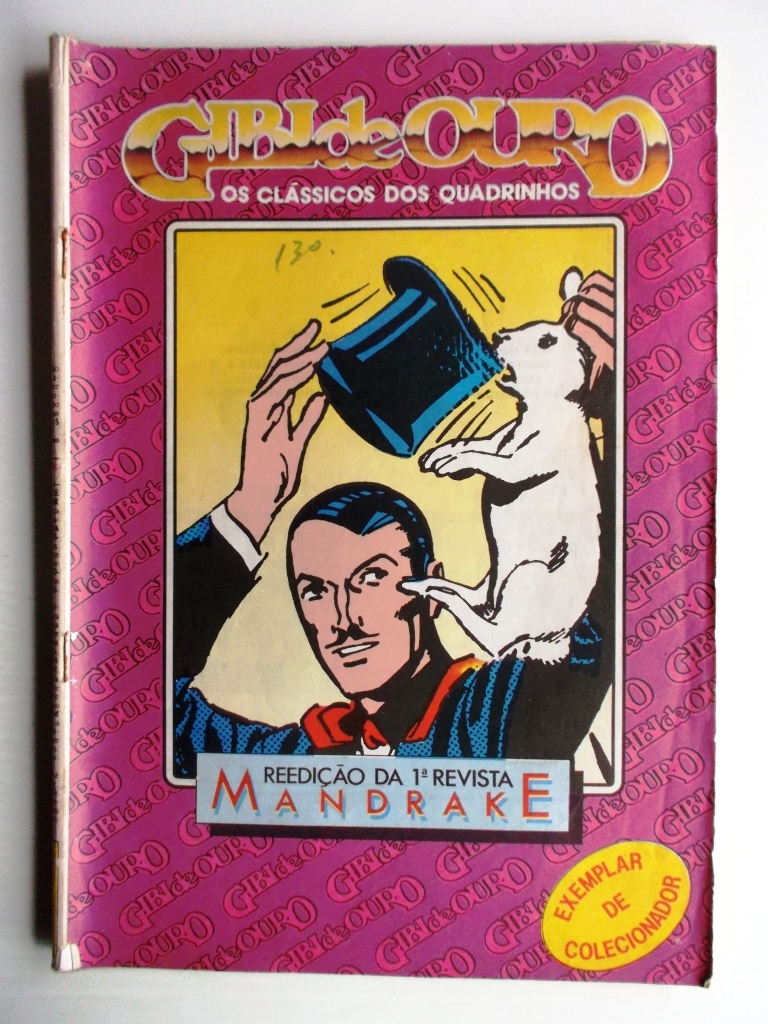 GIBI de OURO
OS CLÁSSICOS DOS QUADRINHOS
130.
REEDIÇÃO DA 1ª REVISTA
MANDRAKE
EXEMPLAR
DE
COLECIONADOR